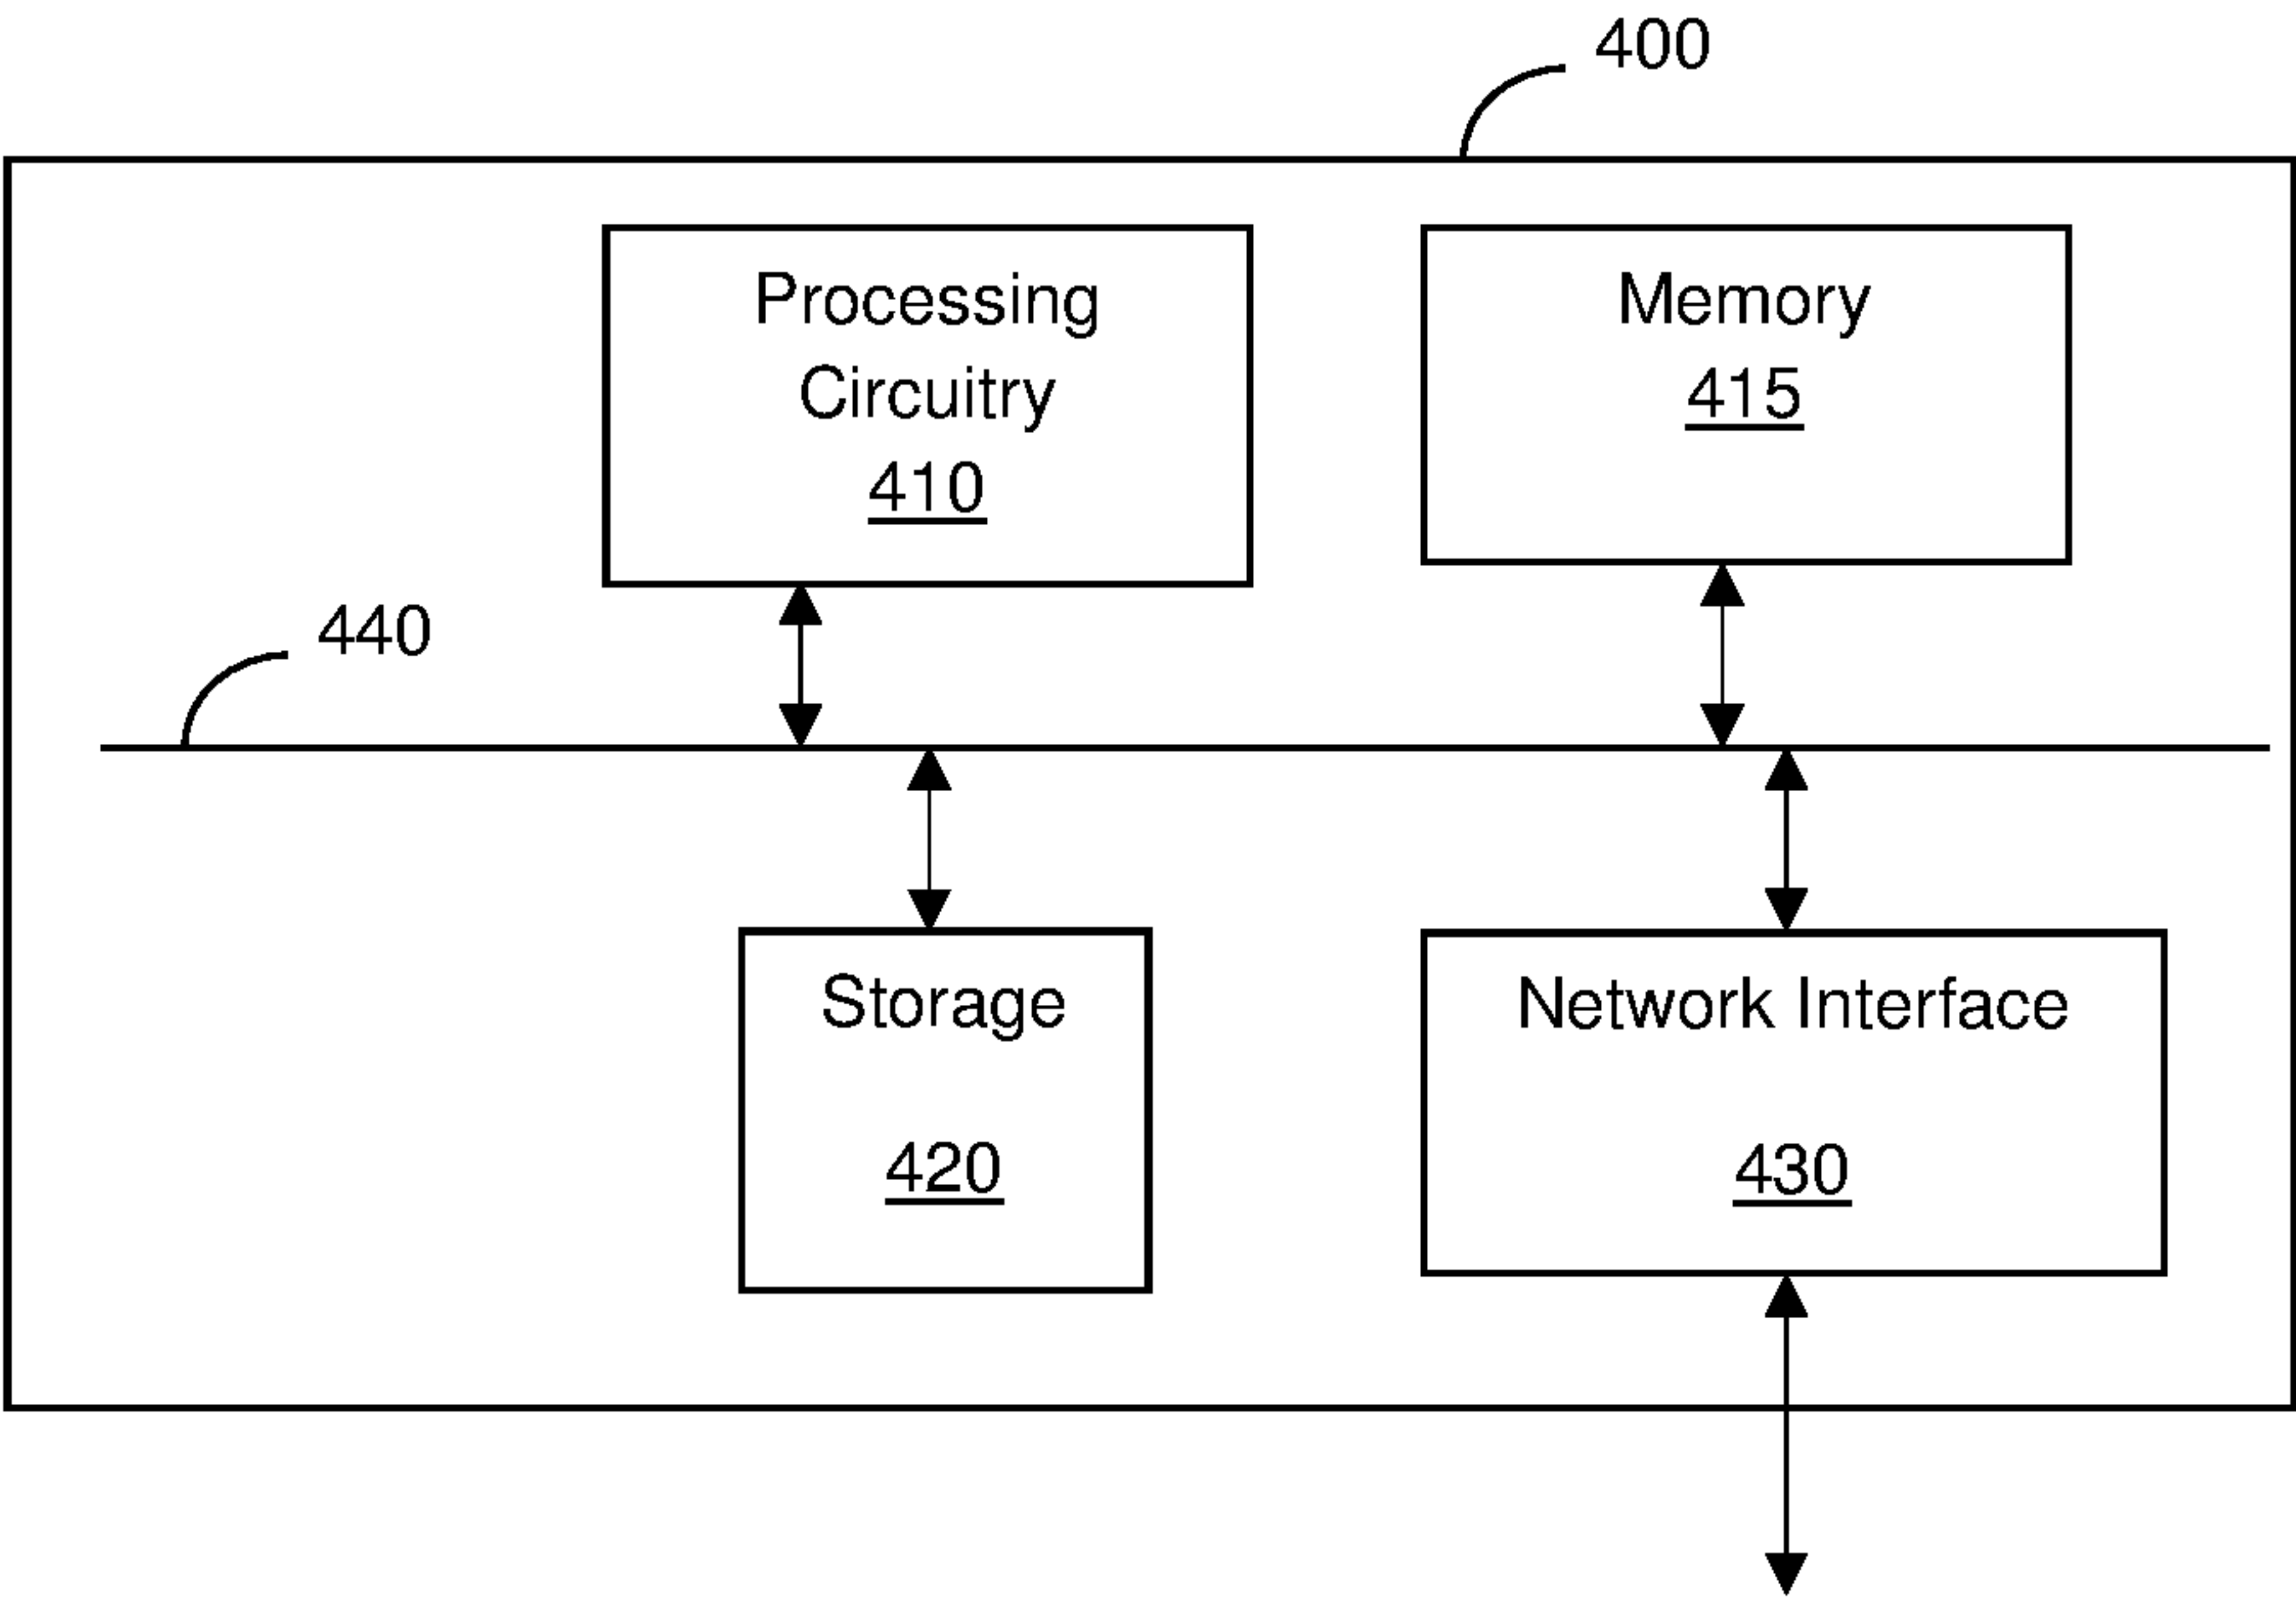 400
Processing
Circuitry
410
Memory
415
440
Storage
420
Network Interface
430